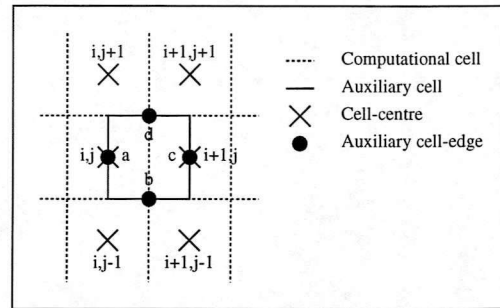 i,j+1 i+1,j+1
d
i,j a c i+1,j
b
i,j-1 i+1,j-1
Computational cell
Auxiliary cell
Cell-centre
Auxiliary cell-edge